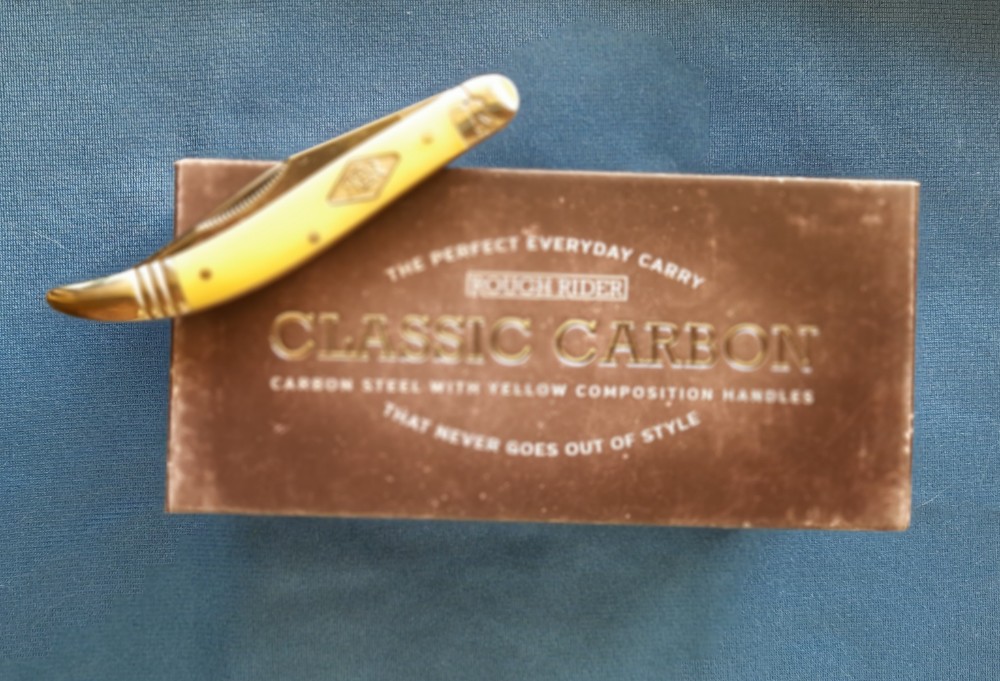 THE PERFECT EVERYDAY CARRY
ROUGH RIDER
CLASSIC CARBON
CARBON STEEL WITH YELLOW COMPOSITION HANDLES
THAT NEVER GOES OUT OF STYLE